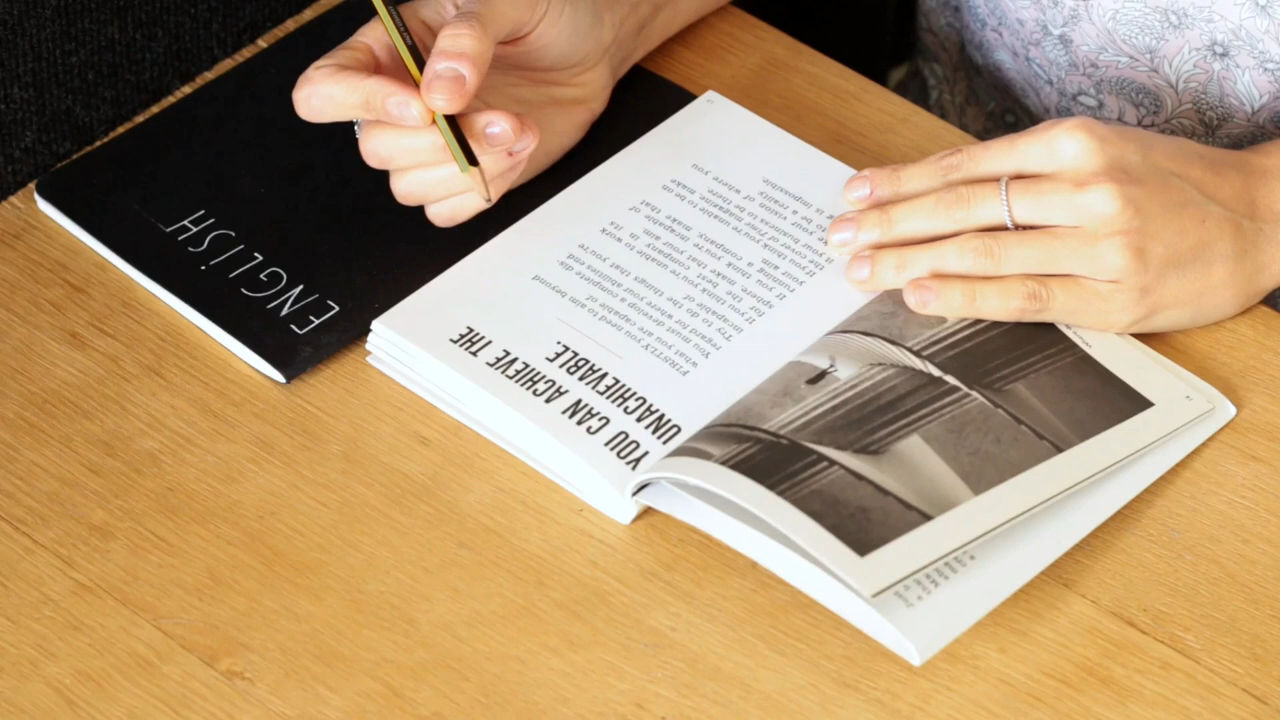 ENGLiSH
YOU CAN ACHIEVE THE
UNACHIEVABLE.
FIRSTLY you need to aim beyond
what you are capable of.
You must develop a complete dis-
regard for where your abilities end.
Try to do the things that you're
incapable of.
If you think you're unable to work
for the best company in its
sphere, make that your aim.
If you think you're incapable of
running a company, make that
your aim.
If you think you're unable to be on
the cover of Time magazine, make
it your business to be there.
your vision of where you
to be a reality.
is impossible.